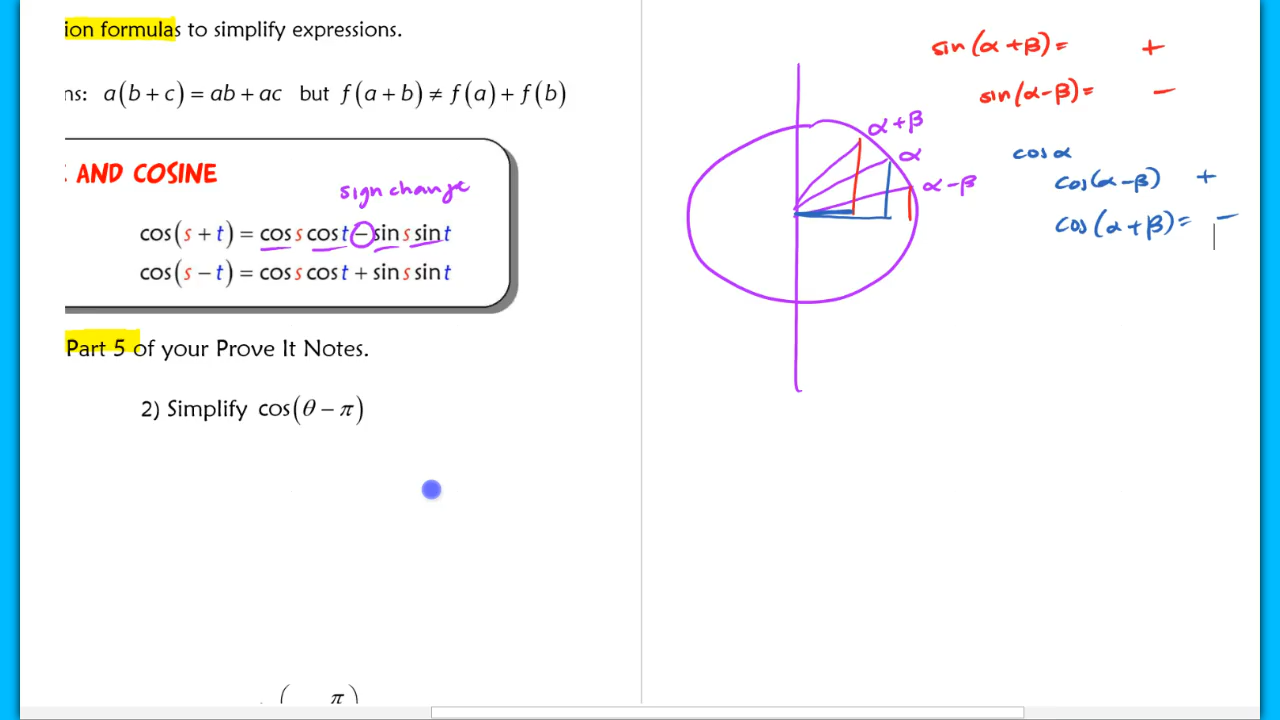 ion formulas to simplify expressions.
ns: a(b + c) = ab + ac but f(a + b) ≠ f(a) + f(b)
AND COSINE
sign change
cos(s + t) = cos s cos t − sin s sin t
cos(s − t) = cos s cos t + sin s sin t
Part 5 of your Prove It Notes.
2) Simplify cos(θ − π)
π
sin(α + β) = +
sin(α − β) = −
α + β
α
α − β
cos α
cos(α − β) +
cos(α + β) = −